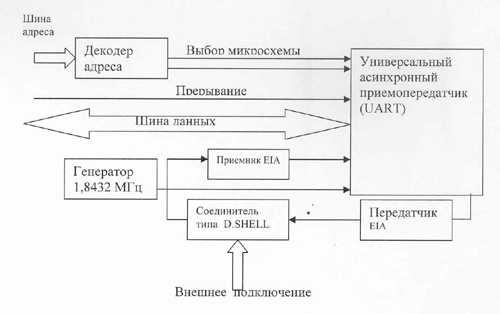 Шина
адреса
Декодер
адреса
Выбор микросхемы
Универсальный
асинхронный
приемопередатчик
(UART)
Прерывание
Шина данных
Приемник EIA
Генератор
1,8432 МГц
Соединитель
типа D.SHELL
Передатчик
EIA
Внешнее подключение